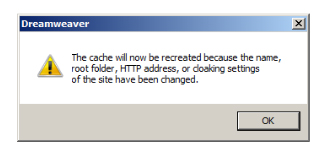 Dreamweaver
The cache will now be recreated because the name,
root folder, HTTP address, or cloaking settings
of the site have been changed.
OK